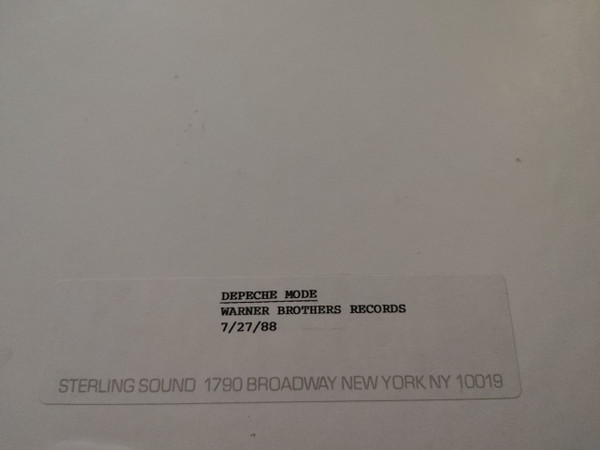 DEPECHE MODE
WARNER BROTHERS RECORDS
7/27/88
STERLING SOUND 1790 BROADWAY NEW YORK NY 10019